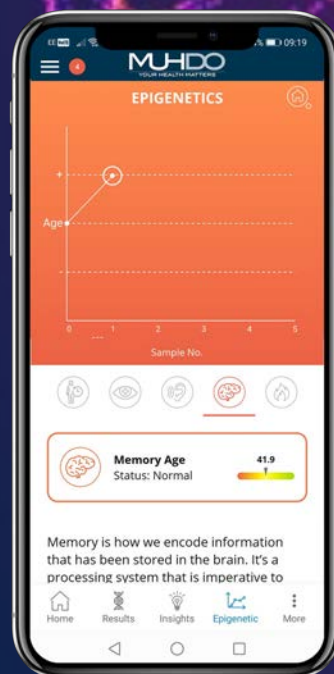 EE
% 09:19
4
MUHDO
YOUR HEALTH MATTERS
EPIGENETICS
+
Age
-
0 1 2 3 4 5
---
Sample No.
Memory Age
Status: Normal
41.9
Memory is how we encode information
that has been stored in the brain. It's a
processing system that is imperative to
Home Results Insights Epigenetic More